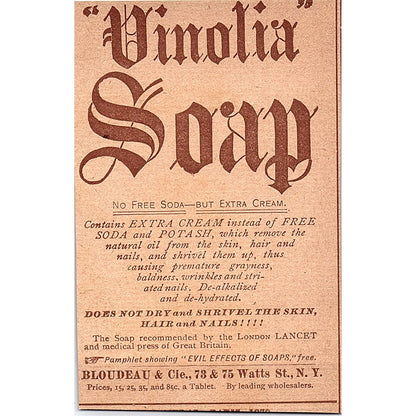 "Vinolia"
Soap
NO FREE SODA—BUT EXTRA CREAM.
Contains EXTRA CREAM instead of FREE
SODA and POTASH, which remove the
natural oil from the skin, hair and
nails, and shrivel them up, thus
causing premature grayness,
baldness, wrinkles and stri-
ated nails. De-alkalized
and de-hydrated.
DOES NOT DRY and SHRIVEL THE SKIN,
HAIR and NAILS!!!!
The Soap recommended by the LONDON LANCET
and medical press of Great Britain.
☞ Pamphlet showing "EVIL EFFECTS OF SOAPS," free.
BLOUDEAU & Cie., 73 & 75 Watts St., N. Y.
Prices, 15, 25, 35, and 85c. a Tablet. By leading wholesalers.